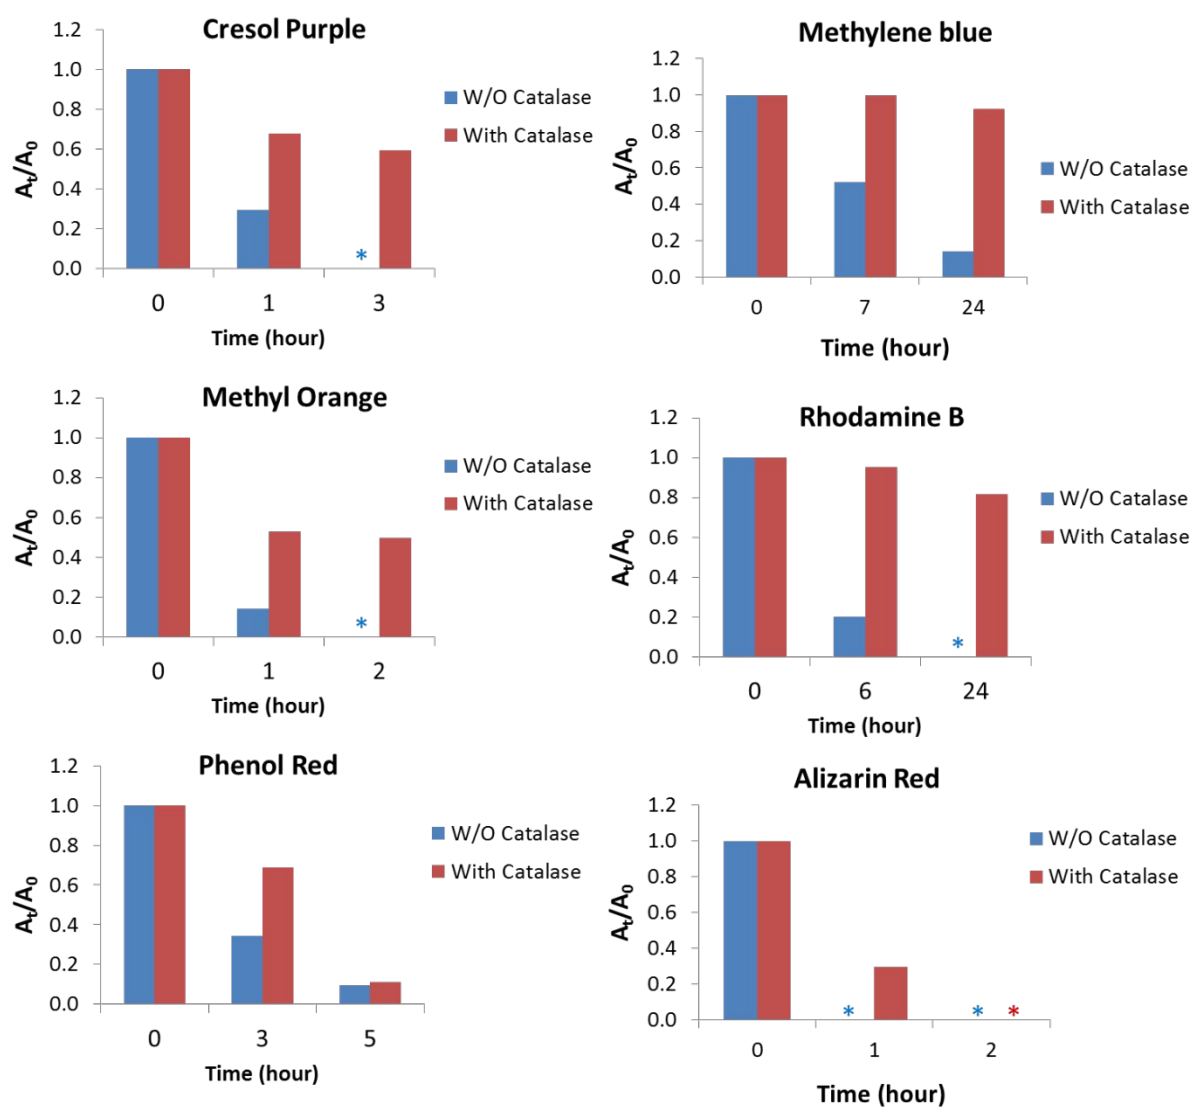 Cresol Purple
1.2
1.0
0.8
0.6
0.4
0.2
0.0
At/A0
0 1 3
Time (hour)
W/O Catalase
With Catalase
*
Methylene blue
1.2
1.0
0.8
0.6
0.4
0.2
0.0
At/A0
0 7 24
Time (hour)
W/O Catalase
With Catalase
Methyl Orange
1.2
1.0
0.8
0.6
0.4
0.2
0.0
At/A0
0 1 2
Time (hour)
W/O Catalase
With Catalase
*
Rhodamine B
1.2
1.0
0.8
0.6
0.4
0.2
0.0
At/A0
0 6 24
Time (hour)
W/O Catalase
With Catalase
*
Phenol Red
1.2
1.0
0.8
0.6
0.4
0.2
0.0
At/A0
0 3 5
Time (hour)
W/O Catalase
With Catalase
Alizarin Red
1.2
1.0
0.8
0.6
0.4
0.2
0.0
At/A0
0 1 2
Time (hour)
W/O Catalase
With Catalase
* * *